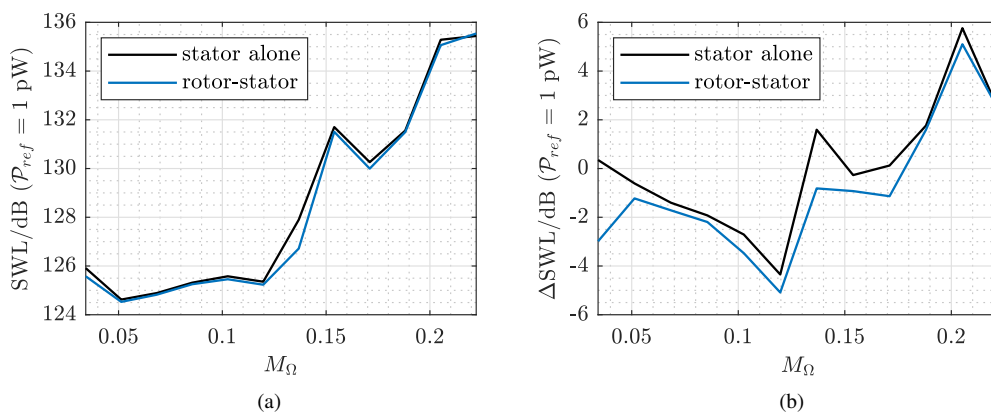 SWL/dB (𝒫ref = 1 pW)
136
134
132
130
128
126
124
stator alone
rotor-stator
0.05 0.1 0.15 0.2
MΩ
(a)
ΔSWL/dB (𝒫ref = 1 pW)
6
4
2
0
-2
-4
-6
stator alone
rotor-stator
0.05 0.1 0.15 0.2
MΩ
(b)